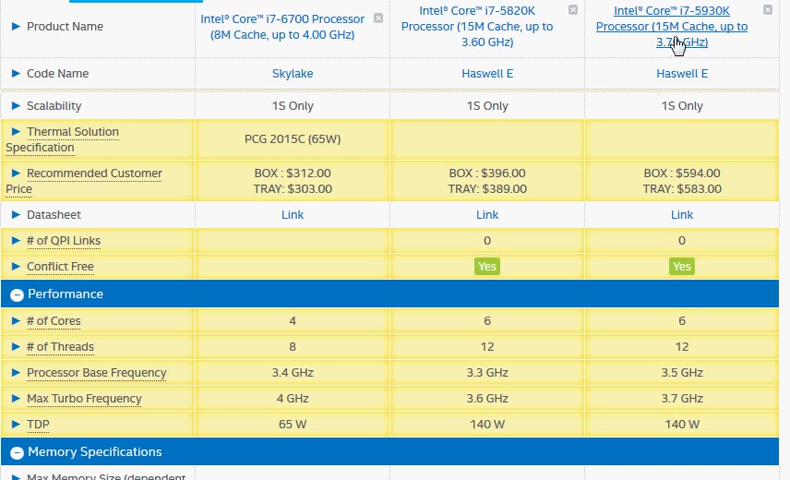 Product Name
Intel® Core™ i7-6700 Processor
(8M Cache, up to 4.00 GHz)
Intel® Core™ i7-5820K
Processor (15M Cache, up to
3.60 GHz)
Intel® Core™ i7-5930K
Processor (15M Cache, up to
GHz)
Code Name Skylake Haswell E Haswell E
Scalability 1S Only 1S Only 1S Only
Thermal Solution
Specification
PCG 2015C (65W)
Recommended Customer
Price
BOX : $312.00
TRAY: $303.00
BOX : $396.00
TRAY: $389.00
BOX : $594.00
TRAY: $583.00
Datasheet Link Link Link
# of QPI Links 0 0
Conflict Free Yes Yes
Performance
# of Cores 4 6 6
# of Threads 8 12 12
Processor Base Frequency 3.4 GHz 3.3 GHz 3.5 GHz
Max Turbo Frequency 4 GHz 3.6 GHz 3.7 GHz
TDP 65 W 140 W 140 W
Memory Specifications
Max Memory Size (dependent